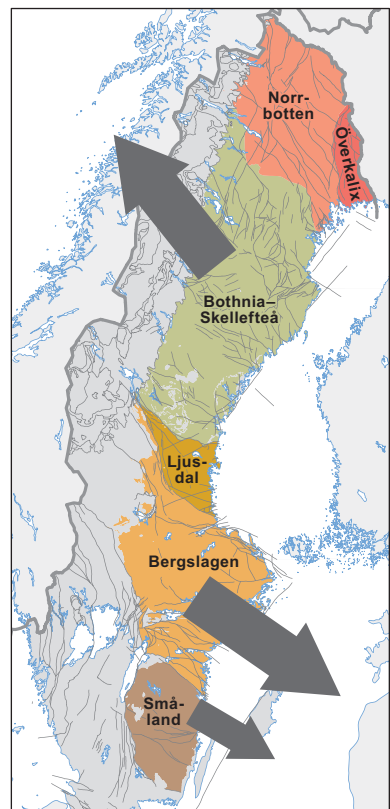 Norr-
botten
Överkalix
Bothnia–
Skellefteå
Ljus-
dal
Bergslagen
Små-
land